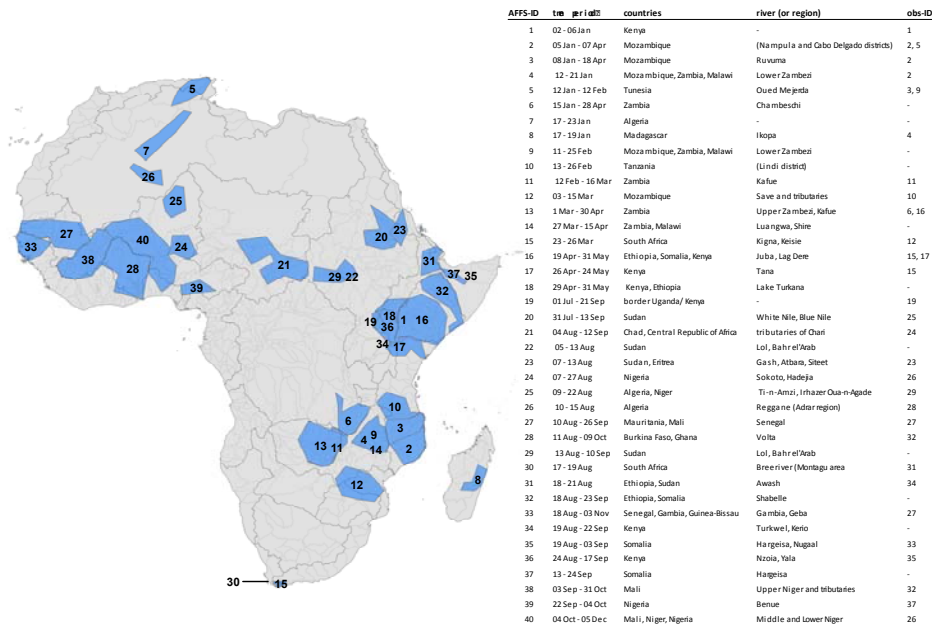 5
7
26
25
27
33
40
38
28
24
39
21
29 22
20
23
31
37 35
32
19 18 1 16
36
34 17
6
10
3
13 11 4 9
14
2
12
8
30
15
AFFS-ID countries river (or region) obs-ID
1 02 - 06 Jan Kenya - 1
2 05 Jan - 07 Apr Mozambique (Nampula and Cabo Delgado districts) 2, 5
3 08 Jan - 18 Apr Mozambique Ruvuma 2
4 12 - 21 Jan Mozambique, Zambia, Malawi Lower Zambezi 2
5 12 Jan - 12 Feb Tunesia Oued Mejerda 3, 9
6 15 Jan - 28 Apr Zambia Chambeschi -
7 17 - 23 Jan Algeria - -
8 17 - 19 Jan Madagascar Ikopa 4
9 11 - 25 Feb Mozambique, Zambia, Malawi Lower Zambezi -
10 13 - 26 Feb Tanzania (Lindi district) -
11 12 Feb - 16 Mar Zambia Kafue 11
12 03 - 15 Mar Mozambique Save and tributaries 10
13 1 Mar - 30 Apr Zambia Upper Zambezi, Kafue 6, 16
14 27 Mar - 15 Apr Zambia, Malawi Luangwa, Shire -
15 23 - 26 Mar South Africa Kigna, Keisie 12
16 19 Apr - 31 May Ethiopia, Somalia, Kenya Juba, Lag Dere 15, 17
17 26 Apr - 24 May Kenya Tana 15
18 29 Apr - 31 May Kenya, Ethiopia Lake Turkana -
19 01 Jul - 21 Sep border Uganda/ Kenya - 19
20 31 Jul - 13 Sep Sudan White Nile, Blue Nile 25
21 04 Aug - 12 Sep Chad, Central Republic of Africa tributaries of Chari 24
22 05 - 13 Aug Sudan Lol, Bahr el'Arab -
23 07 - 13 Aug Sudan, Eritrea Gash, Atbara, Siteet 23
24 07 - 27 Aug Nigeria Sokoto, Hadejia 26
25 09 - 22 Aug Algeria, Niger Ti-n-Amzi, Irhazer Oua-n-Agade 29
26 10 - 15 Aug Algeria Reggane (Adrar region) 28
27 10 Aug - 26 Sep Mauritania, Mali Senegal 27
28 11 Aug - 09 Oct Burkina Faso, Ghana Volta 32
29 13 Aug - 10 Sep Sudan Lol, Bahr el'Arab -
30 17 - 19 Aug South Africa Breeriver (Montagu area 31
31 18 - 21 Aug Ethiopia, Sudan Awash 34
32 18 Aug - 23 Sep Ethiopia, Somalia Shabelle -
33 18 Aug - 03 Nov Senegal, Gambia, Guinea-Bissau Gambia, Geba 27
34 19 Aug - 22 Sep Kenya Turkwel, Kerio -
35 19 Aug - 03 Sep Somalia Hargeisa, Nugaal 33
36 24 Aug - 17 Sep Kenya Nzoia, Yala 35
37 13 - 24 Sep Somalia Hargeisa -
38 03 Sep - 31 Oct Mali Upper Niger and tributaries 32
39 22 Sep - 04 Oct Nigeria Benue 37
40 04 Oct - 05 Dec Mali, Niger, Nigeria Middle and Lower Niger 26